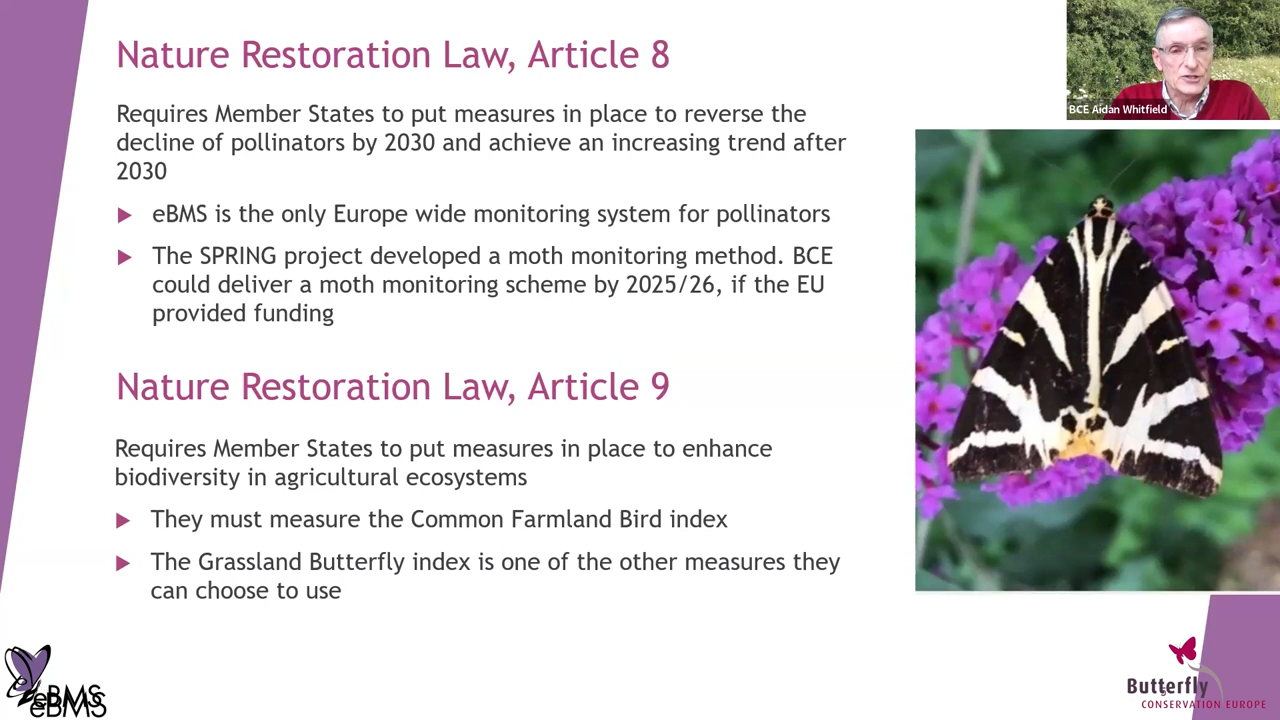 Nature Restoration Law, Article 8
Requires Member States to put measures in place to reverse the
decline of pollinators by 2030 and achieve an increasing trend after
2030
eBMS is the only Europe wide monitoring system for pollinators
The SPRING project developed a moth monitoring method. BCE
could deliver a moth monitoring scheme by 2025/26, if the EU
provided funding
Nature Restoration Law, Article 9
Requires Member States to put measures in place to enhance
biodiversity in agricultural ecosystems
They must measure the Common Farmland Bird index
The Grassland Butterfly index is one of the other measures they
can choose to use
BCE Aidan Whitfield
eBMS
eBMS
Butterfly
CONSERVATION EUROPE